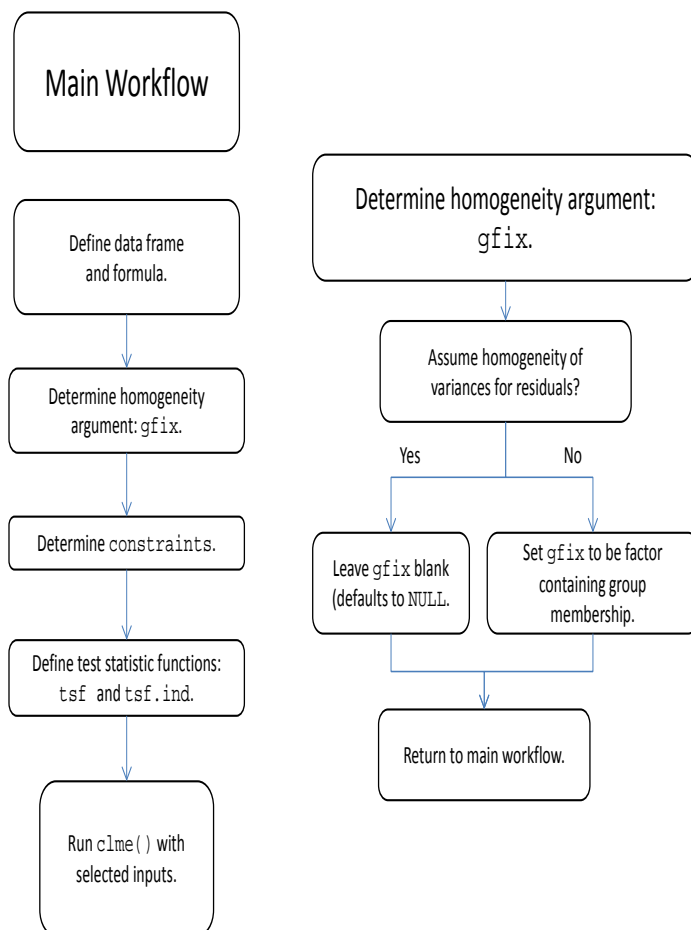 Main Workflow
Define data frame
and formula.
Determine homogeneity
argument: gfix.
Determine constraints.
Define test statistic functions:
tsf and tsf.ind.
Run clme() with
selected inputs.
Determine homogeneity argument:
gfix.
Assume homogeneity of
variances for residuals?
Yes
No
Leave gfix blank
(defaults to NULL.
Set gfix to be factor
containing group
membership.
Return to main workflow.